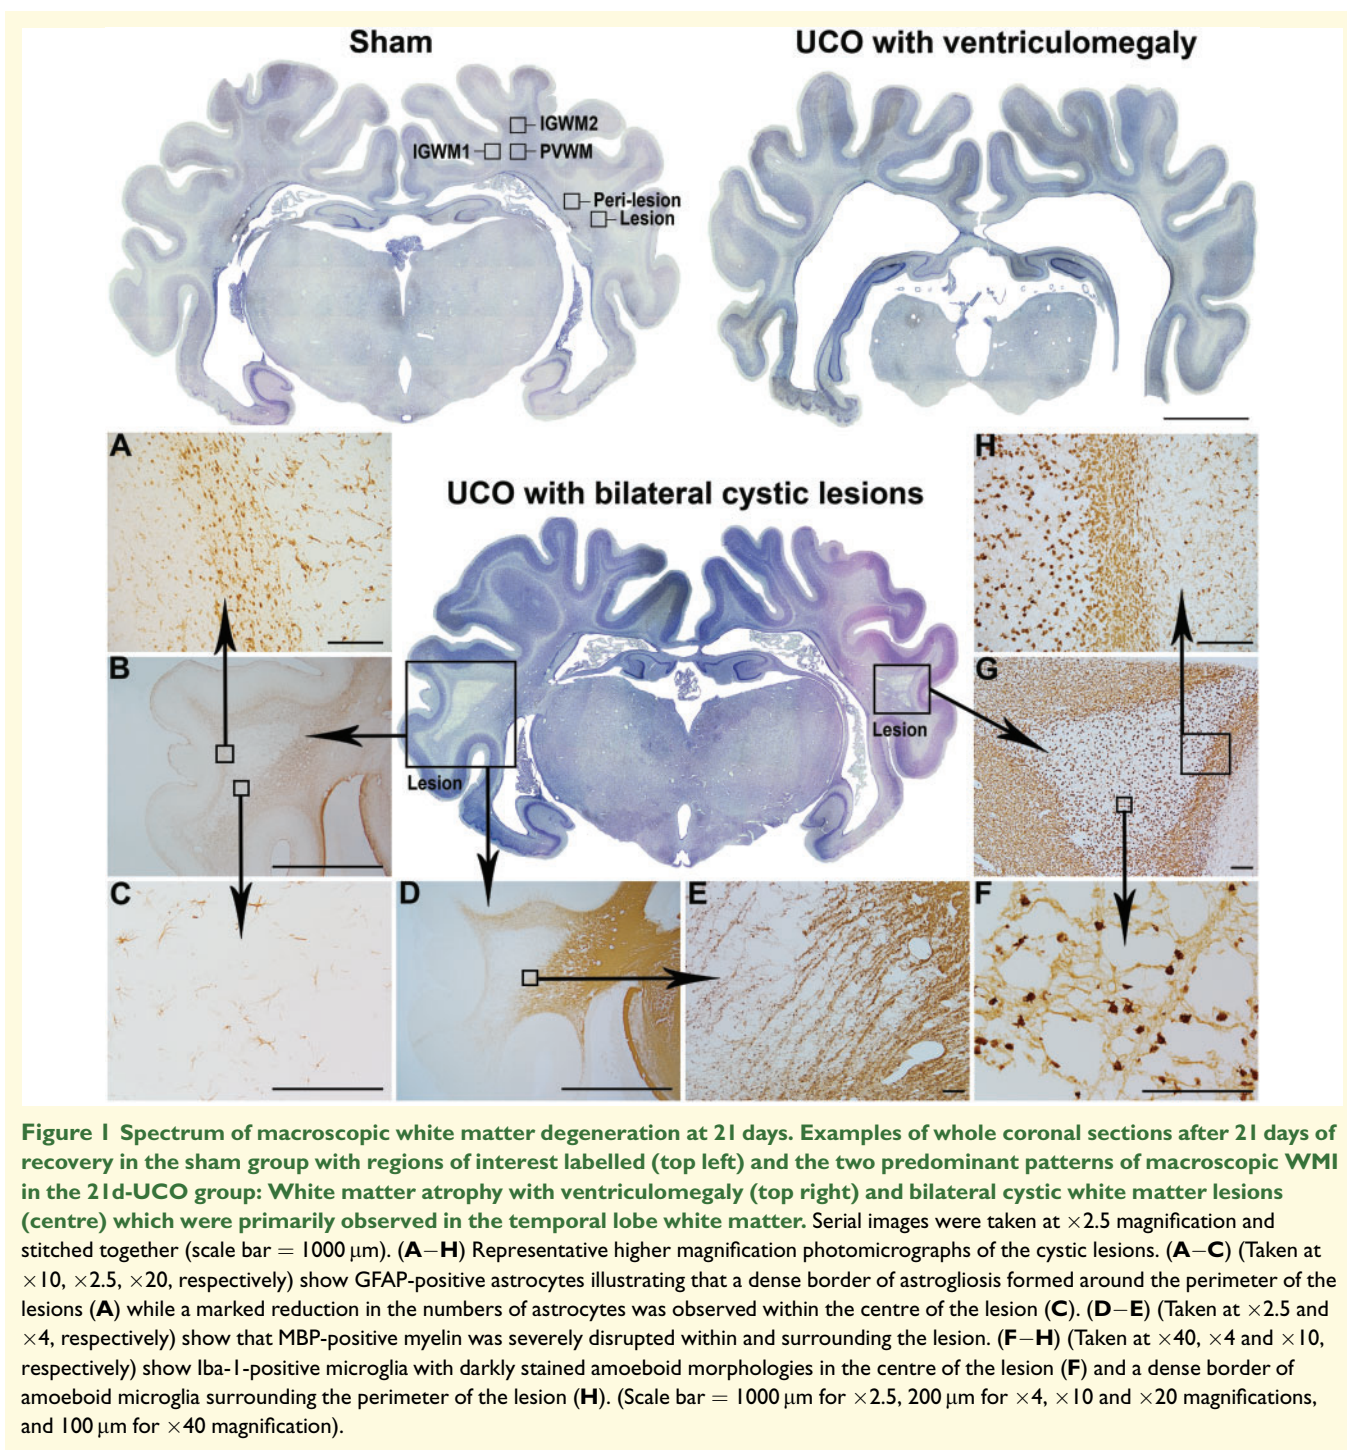 Sham
UCO with ventriculomegaly
IGWM2
IGWM1
PVWM
Peri-lesion
Lesion
A
H
UCO with bilateral cystic lesions
B
G
Lesion
Lesion
C
D
E
F
Figure 1 Spectrum of macroscopic white matter degeneration at 21 days. Examples of whole coronal sections after 21 days of
recovery in the sham group with regions of interest labelled (top left) and the two predominant patterns of macroscopic WMI
in the 21d-UCO group: White matter atrophy with ventriculomegaly (top right) and bilateral cystic white matter lesions
(centre) which were primarily observed in the temporal lobe white matter. Serial images were taken at ×2.5 magnification and
stitched together (scale bar = 1000 μm). (A–H) Representative higher magnification photomicrographs of the cystic lesions. (A–C) (Taken at
×10, ×2.5, ×20, respectively) show GFAP-positive astrocytes illustrating that a dense border of astrogliosis formed around the perimeter of the
lesions (A) while a marked reduction in the numbers of astrocytes was observed within the centre of the lesion (C). (D–E) (Taken at ×2.5 and
×4, respectively) show that MBP-positive myelin was severely disrupted within and surrounding the lesion. (F–H) (Taken at ×40, ×4 and ×10,
respectively) show Iba-1-positive microglia with darkly stained amoeboid morphologies in the centre of the lesion (F) and a dense border of
amoeboid microglia surrounding the perimeter of the lesion (H). (Scale bar = 1000 μm for ×2.5, 200 μm for ×4, ×10 and ×20 magnifications,
and 100 μm for ×40 magnification).